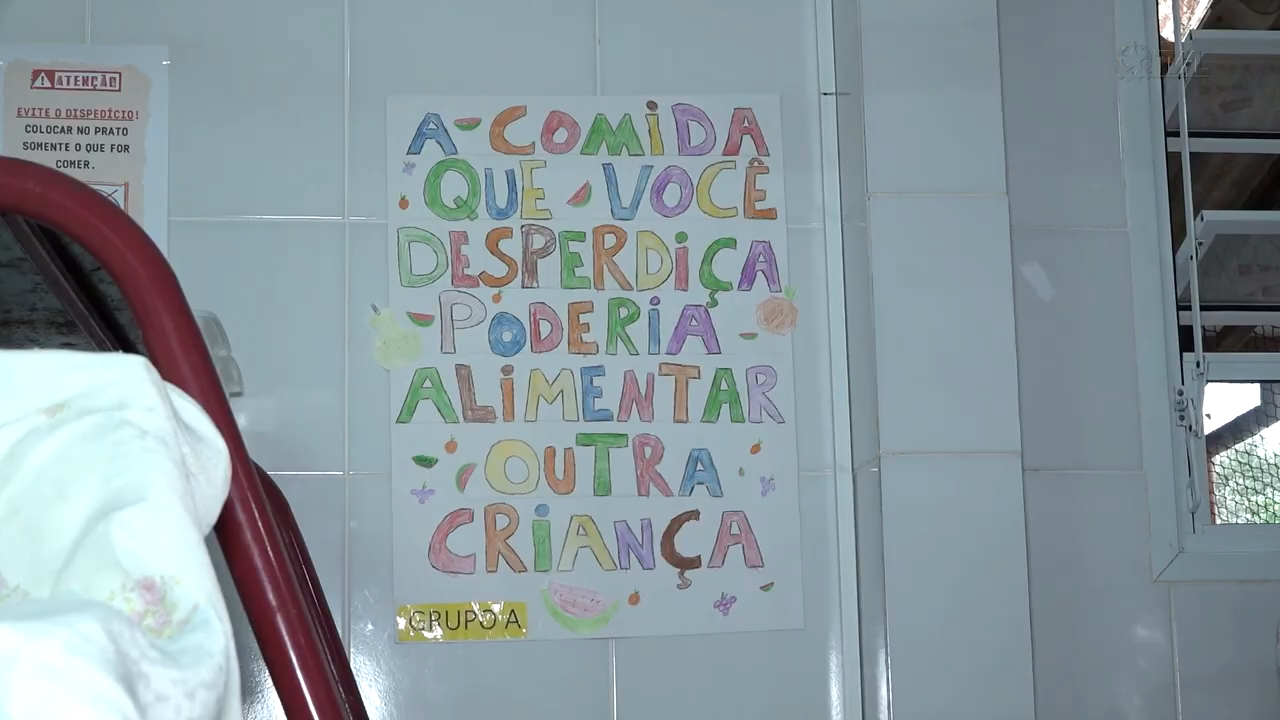 ATENÇÃO
EVITE O DISPEDÍCIO!
COLOCAR NO PRATO
SOMENTE O QUE FOR
COMER.
A COMIDA
QUE VOCÊ
DESPERDIÇA
PODERIA
ALIMENTAR
OUTRA
CRIANÇA
GRUPO A